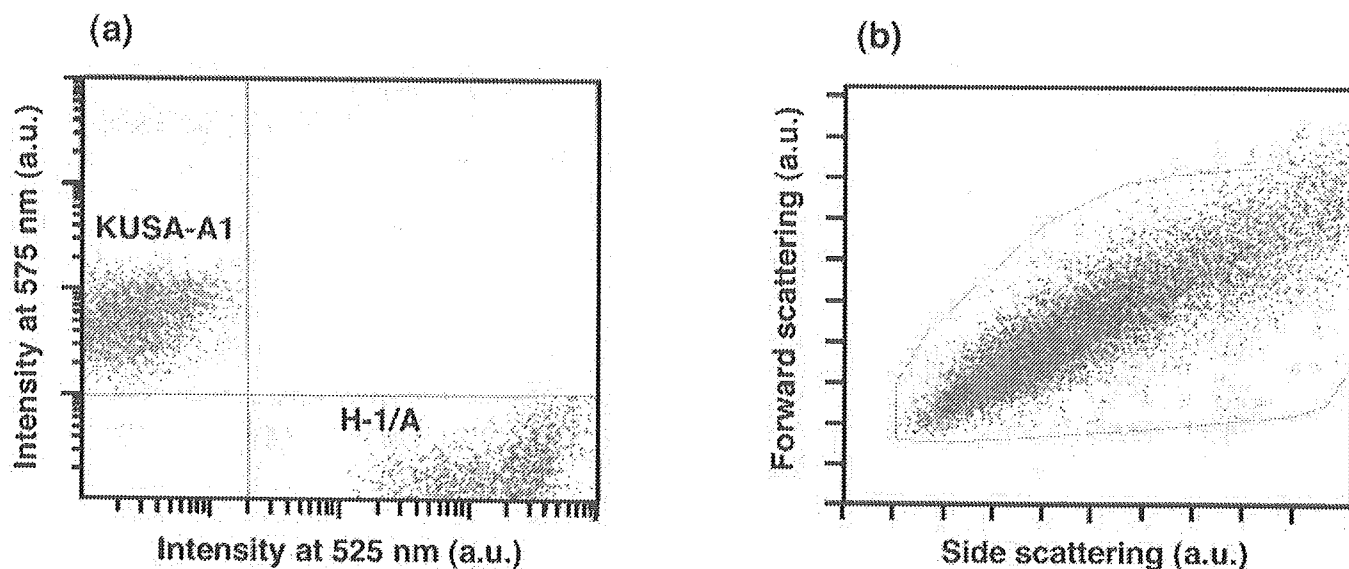 (a)
Intensity at 575 nm (a.u.)
KUSA-A1
H-1/A
Intensity at 525 nm (a.u.)
(b)
Forward scattering (a.u.)
Side scattering (a.u.)